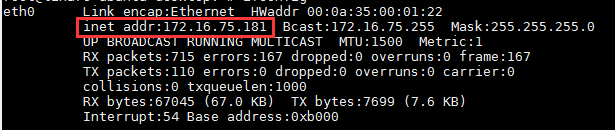 eth0 Link encap:Ethernet HWaddr 00:0a:35:00:01:22
inet addr:172.16.75.181 Bcast:172.16.75.255 Mask:255.255.255.0
UP BROADCAST RUNNING MULTICAST MTU:1500 Metric:1
RX packets:715 errors:167 dropped:0 overruns:0 frame:167
TX packets:110 errors:0 dropped:0 overruns:0 carrier:0
collisions:0 txqueuelen:1000
RX bytes:67045 (67.0 KB) TX bytes:7699 (7.6 KB)
Interrupt:54 Base address:0xb000